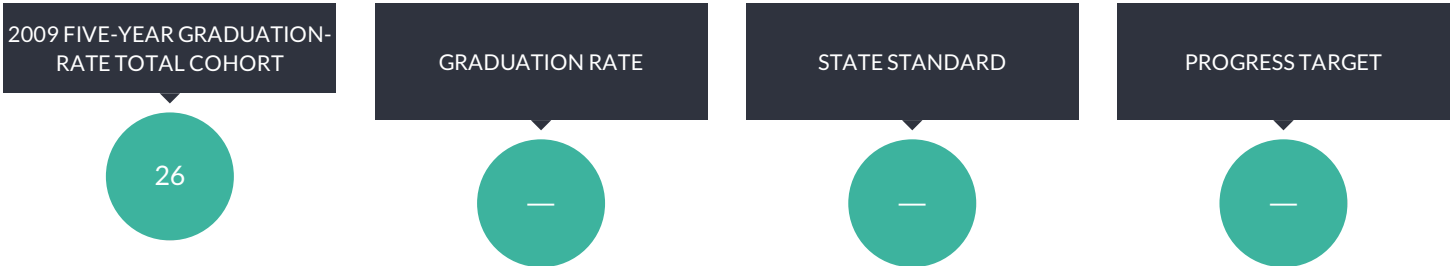 2009 FIVE-YEAR GRADUATION-
RATE TOTAL COHORT
26
GRADUATION RATE
—
STATE STANDARD
—
PROGRESS TARGET
—